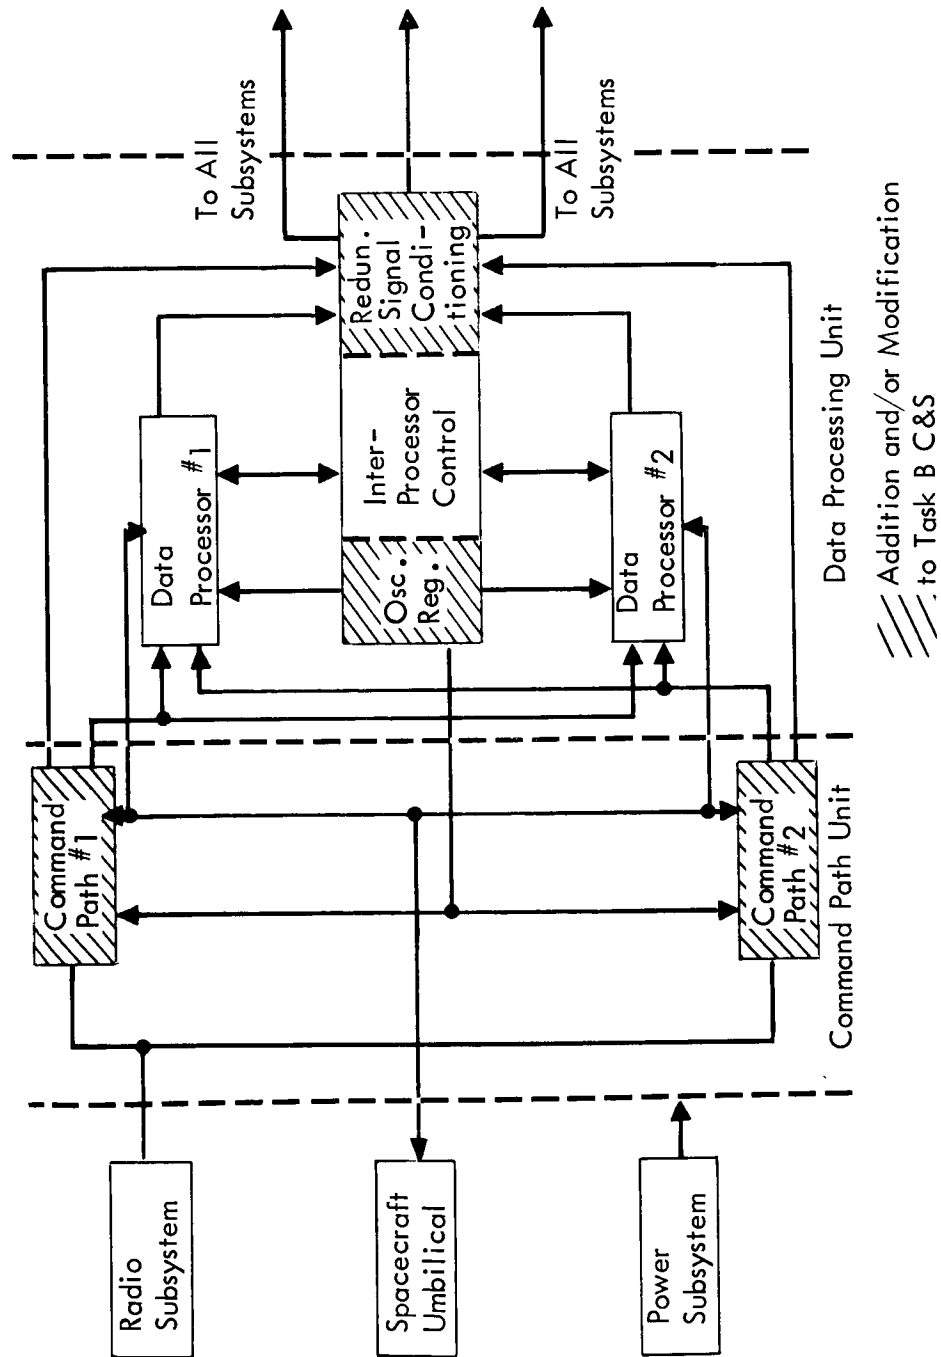 Radio
Subsystem
Spacecraft
Umbilical
Power
Subsystem
Command
Path #1
Command
Path #2
Command Path Unit
Data
Processor #1
Osc.
Reg.
Inter-
Processor
Control
Redun.
Signal
Condi-
tioning
Data
Processor #2
To All
Subsystems
To All
Subsystems
Data Processing Unit
Addition and/or Modification
to Task B C&S